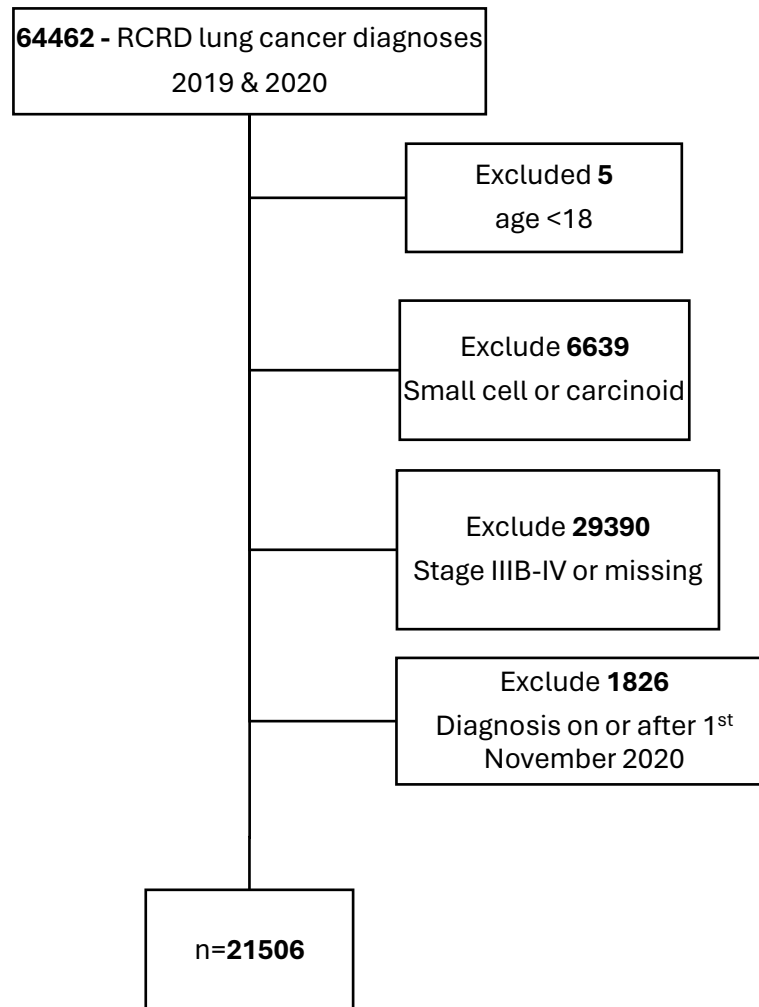 64462 - RCRD lung cancer diagnoses
2019 & 2020
Excluded 5
age <18
Exclude 6639
Small cell or carcinoid
Exclude 29390
Stage IIIB-IV or missing
Exclude 1826
Diagnosis on or after 1st
November 2020
n=21506